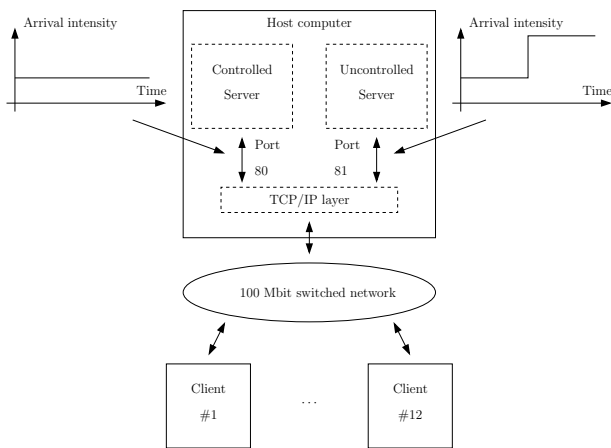 Arrival intensity
Time
Host computer
Controlled
Server
Uncontrolled
Server
Port
80
Port
81
TCP/IP layer
Arrival intensity
Time
100 Mbit switched network
Client
#1
...
Client
#12